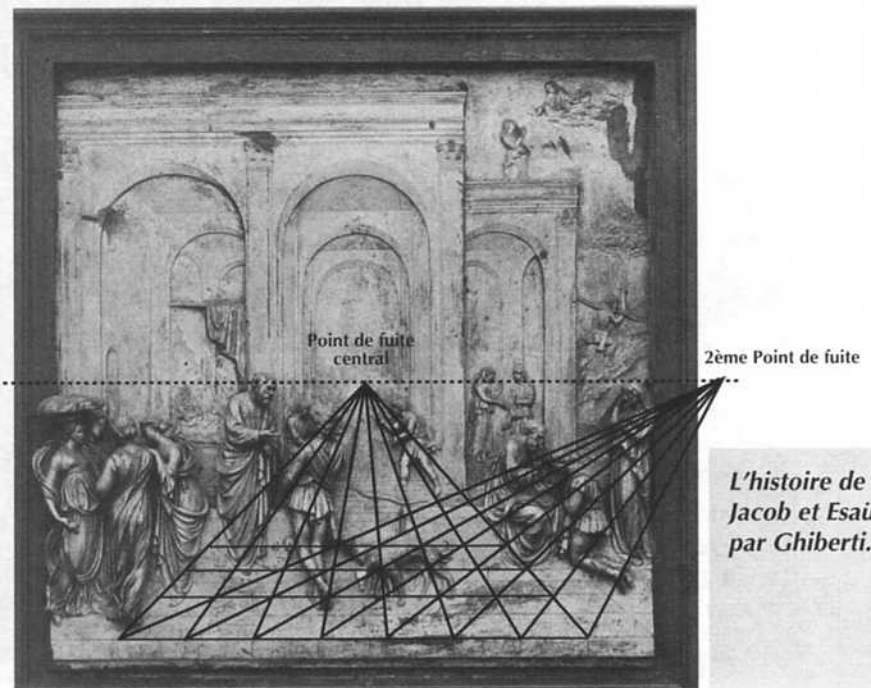 Point de fuite
central
2ème Point de fuite
L'histoire de
Jacob et Esaü
par Ghiberti.